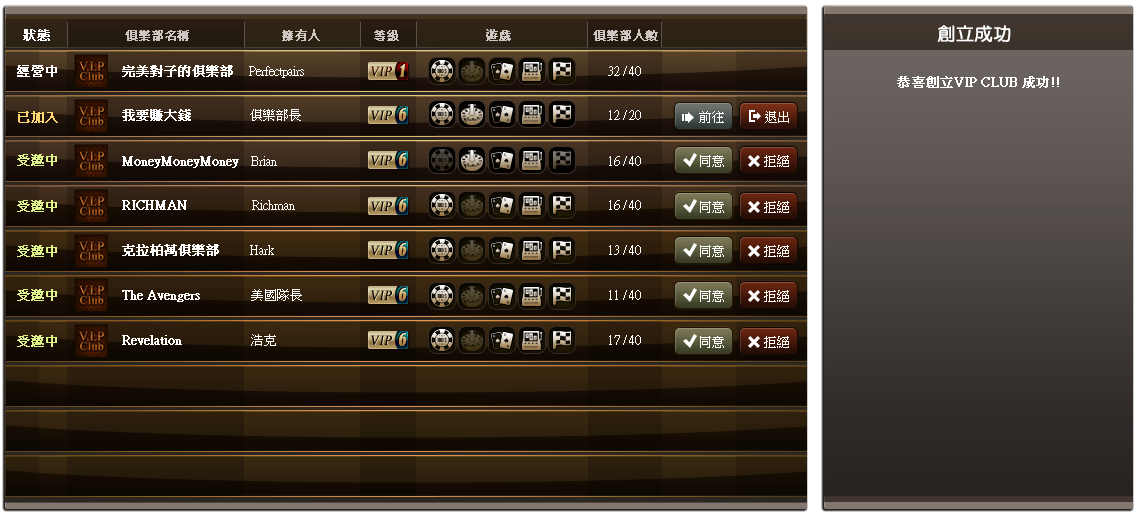 狀態 俱樂部名稱 擁有人 等級 遊戲 俱樂部人數
經營中 V.I.P Club 完美對子的俱樂部 Perfectpairs VIP 1 32/40
已加入 V.I.P Club 我要賺大錢 俱樂部長 VIP 6 12/20 前往 退出
受邀中 V.I.P Club MoneyMoneyMoney Brian VIP 6 16/40 同意 拒絕
受邀中 V.I.P Club RICHMAN Richman VIP 6 16/40 同意 拒絕
受邀中 V.I.P Club 克拉柏萬俱樂部 Hark VIP 6 13/40 同意 拒絕
受邀中 V.I.P Club The Avengers 美國隊長 VIP 6 11/40 同意 拒絕
受邀中 V.I.P Club Revelation 浩克 VIP 6 17/40 同意 拒絕
創立成功
恭喜創立VIP CLUB 成功!!